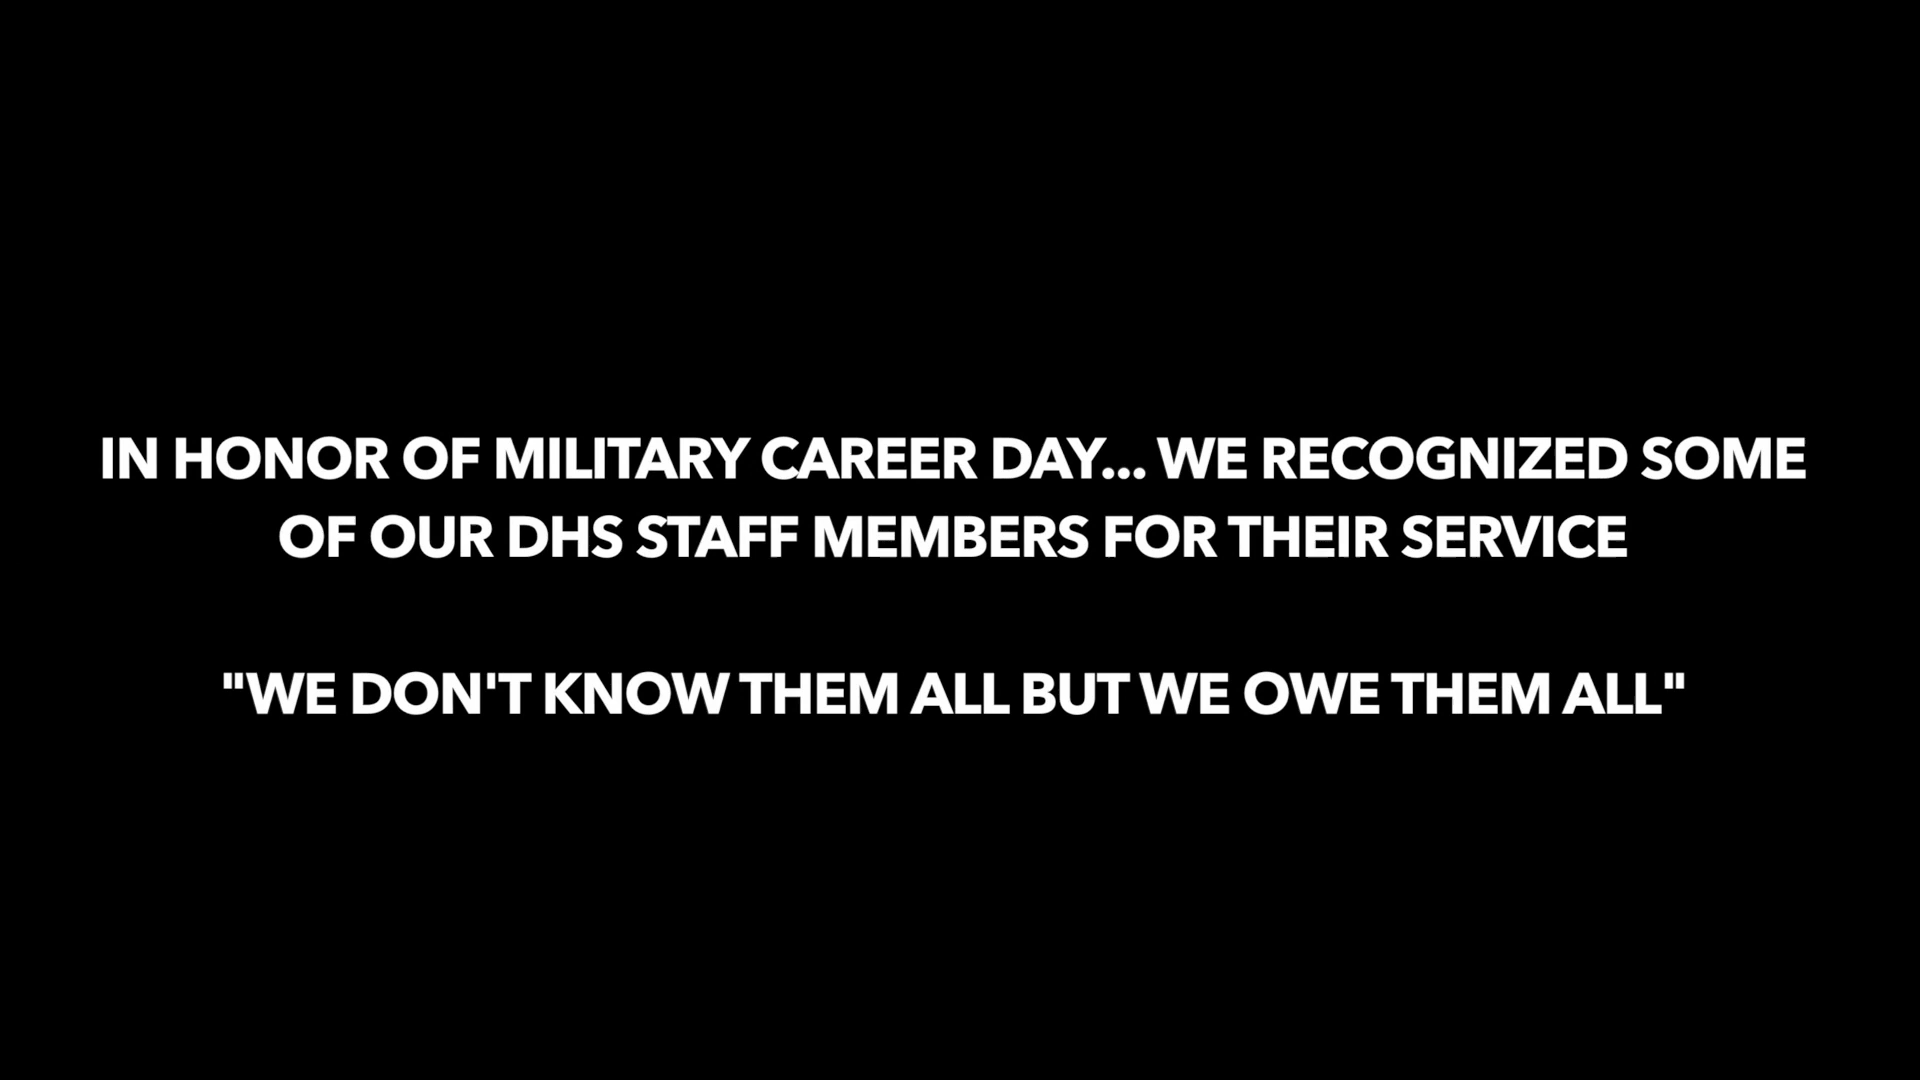 IN HONOR OF MILITARY CAREER DAY... WE RECOGNIZED SOME
OF OUR DHS STAFF MEMBERS FOR THEIR SERVICE
"WE DON'T KNOW THEM ALL BUT WE OWE THEM ALL"